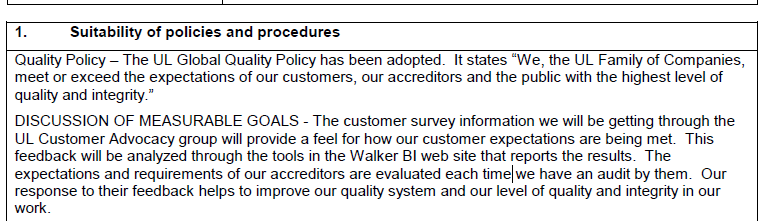 1. Suitability of policies and procedures
Quality Policy – The UL Global Quality Policy has been adopted.  It states “We, the UL Family of Companies,
meet or exceed the expectations of our customers, our accreditors and the public with the highest level of
quality and integrity.”
DISCUSSION OF MEASURABLE GOALS - The customer survey information we will be getting through the
UL Customer Advocacy group will provide a feel for how our customer expectations are being met.  This
feedback will be analyzed through the tools in the Walker BI web site that reports the results.  The
expectations and requirements of our accreditors are evaluated each time we have an audit by them.  Our
response to their feedback helps to improve our quality system and our level of quality and integrity in our
work.